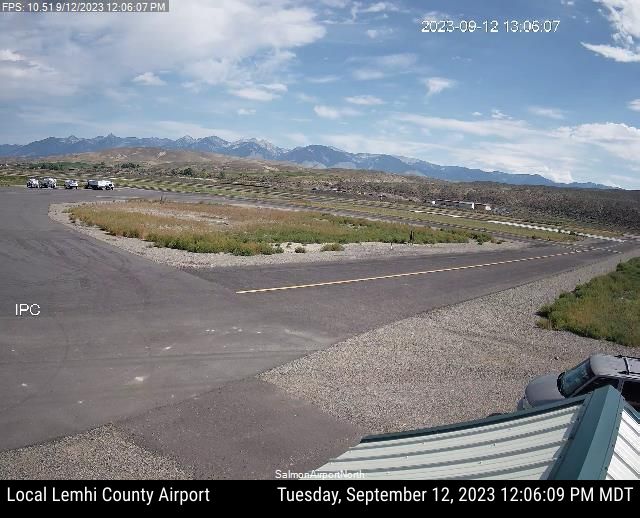 FPS: 10.51 9/12/2023 12:06:07 PM
2023-09-12 13:06:07
IPC
SalmonAirportNorth
Local Lemhi County Airport Tuesday, September 12, 2023 12:06:09 PM MDT